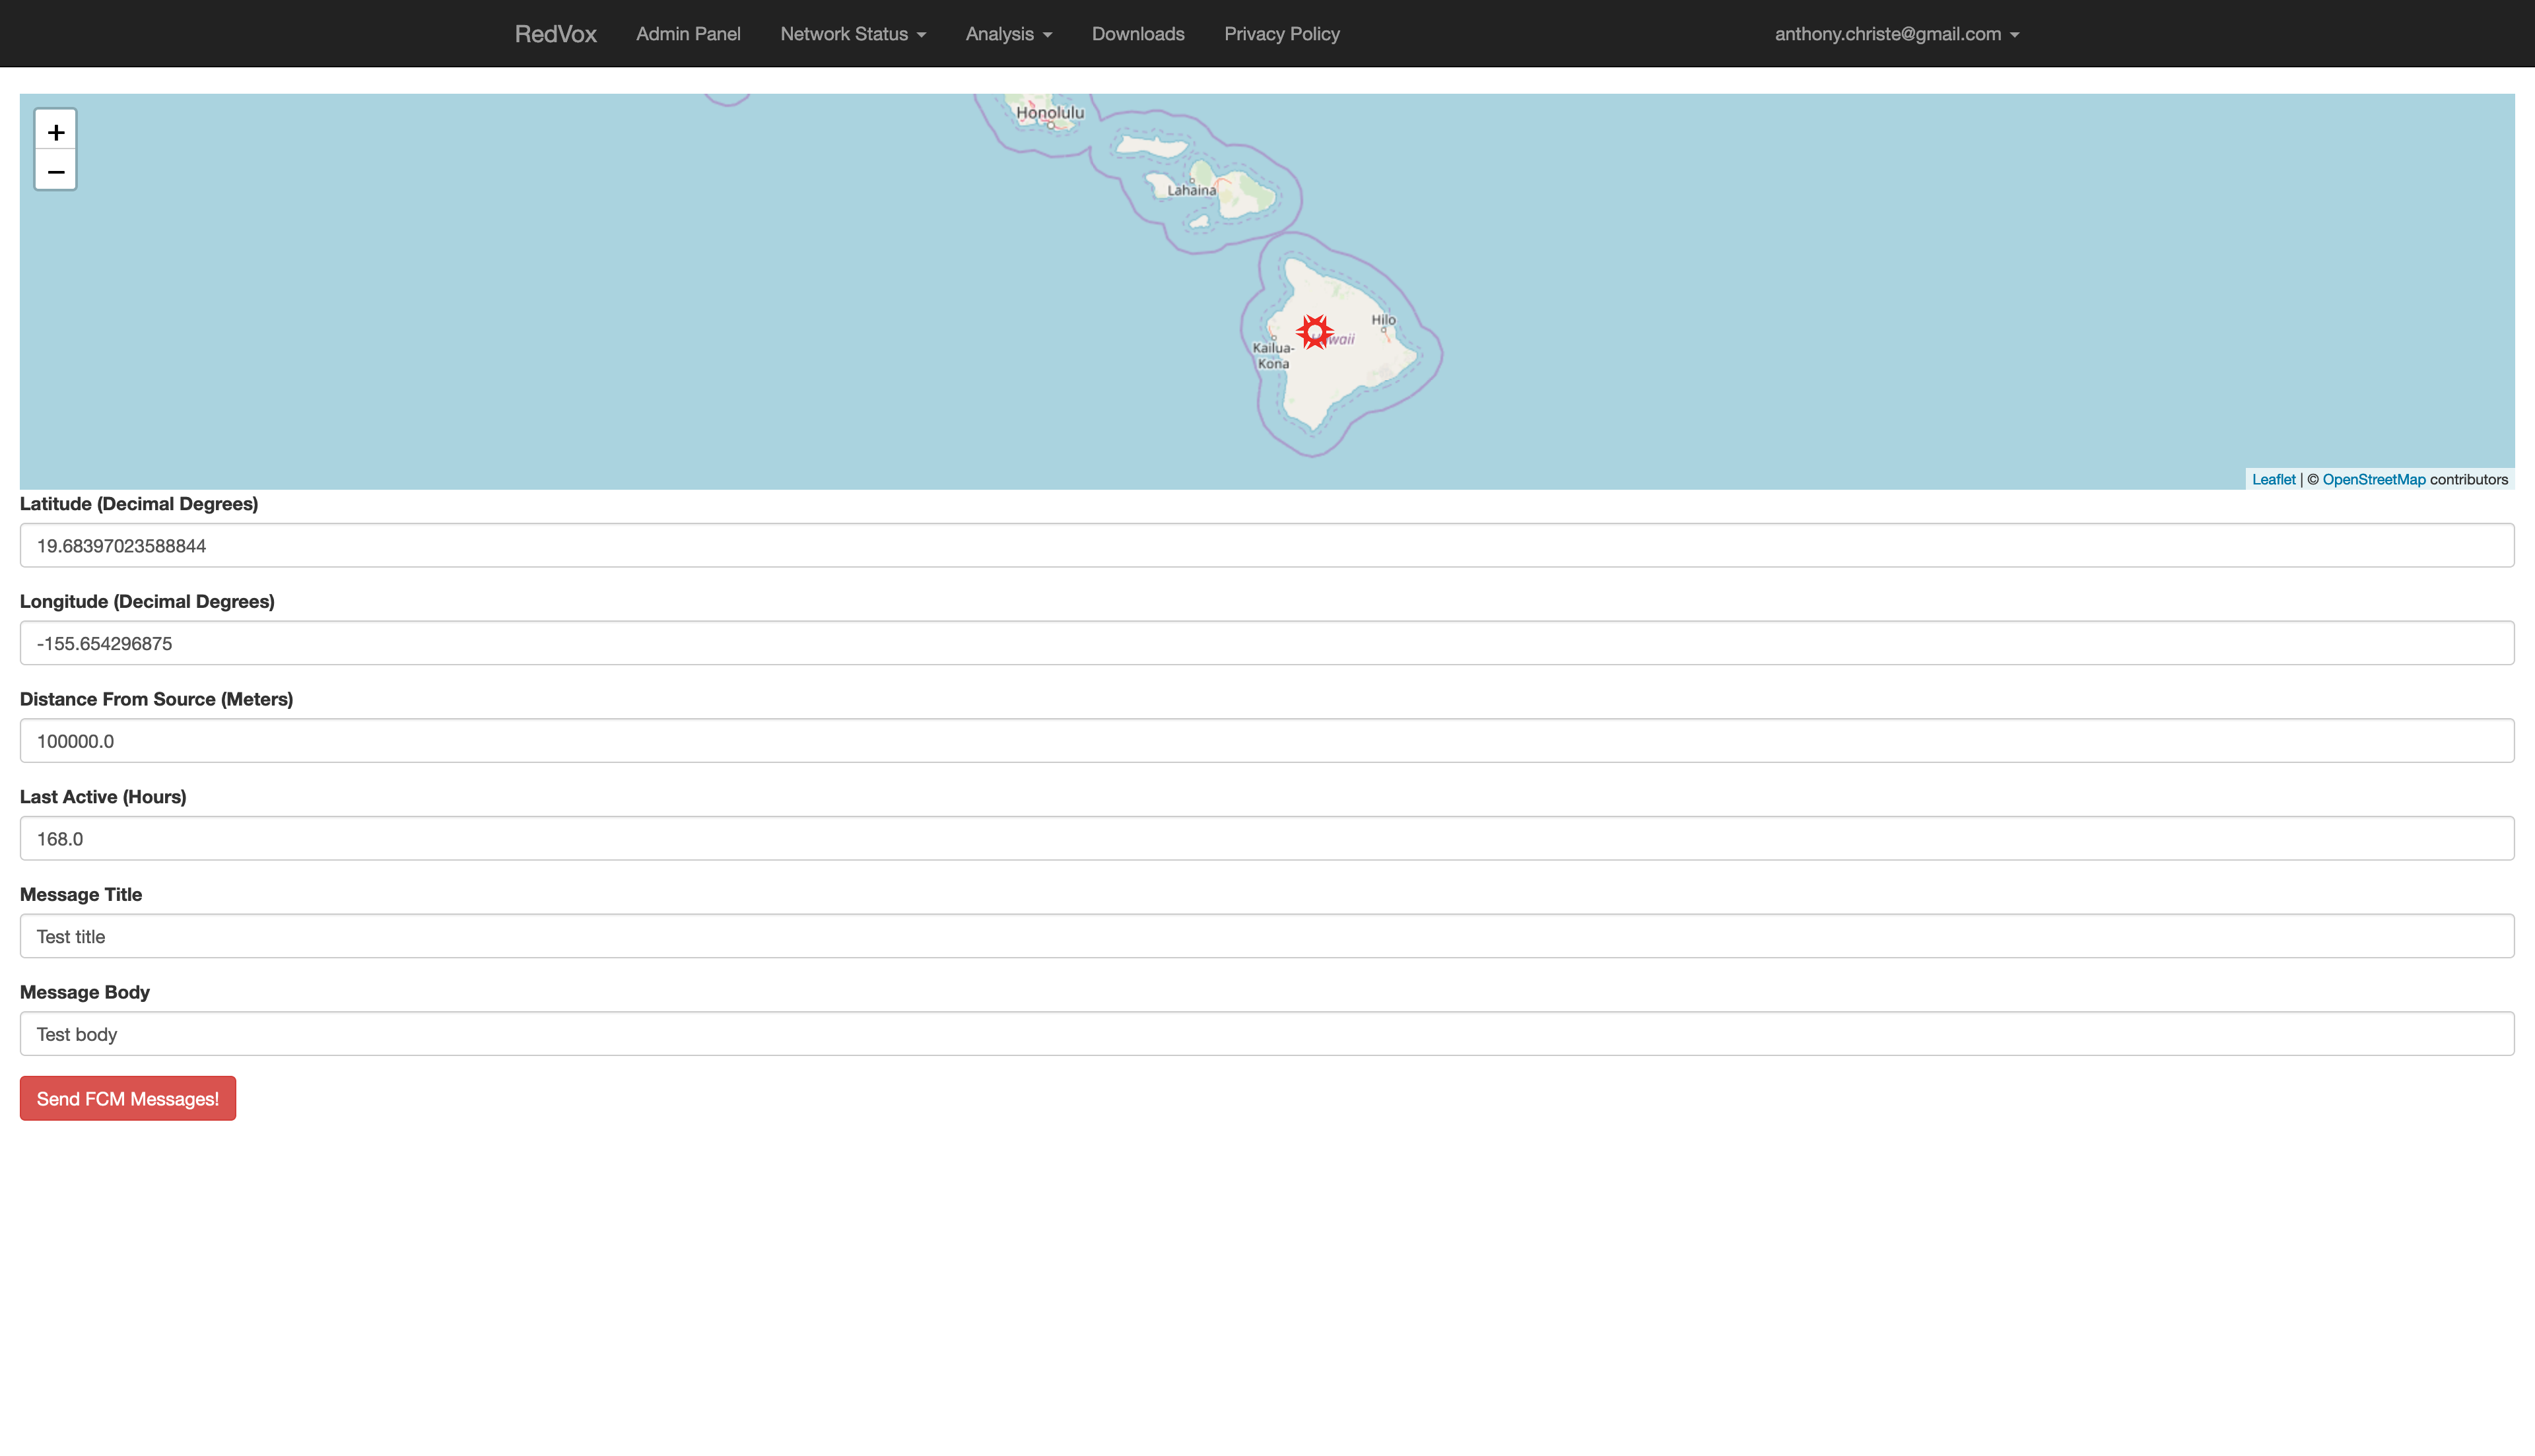 RedVox Admin Panel Network Status Analysis Downloads Privacy Policy anthony.christe@gmail.com
+
−
Honolulu
Lahaina
Hilo
waii
Kailua-
Kona
Leaflet | © OpenStreetMap contributors
Latitude (Decimal Degrees)
19.68397023588844
Longitude (Decimal Degrees)
-155.654296875
Distance From Source (Meters)
100000.0
Last Active (Hours)
168.0
Message Title
Test title
Message Body
Test body
Send FCM Messages!